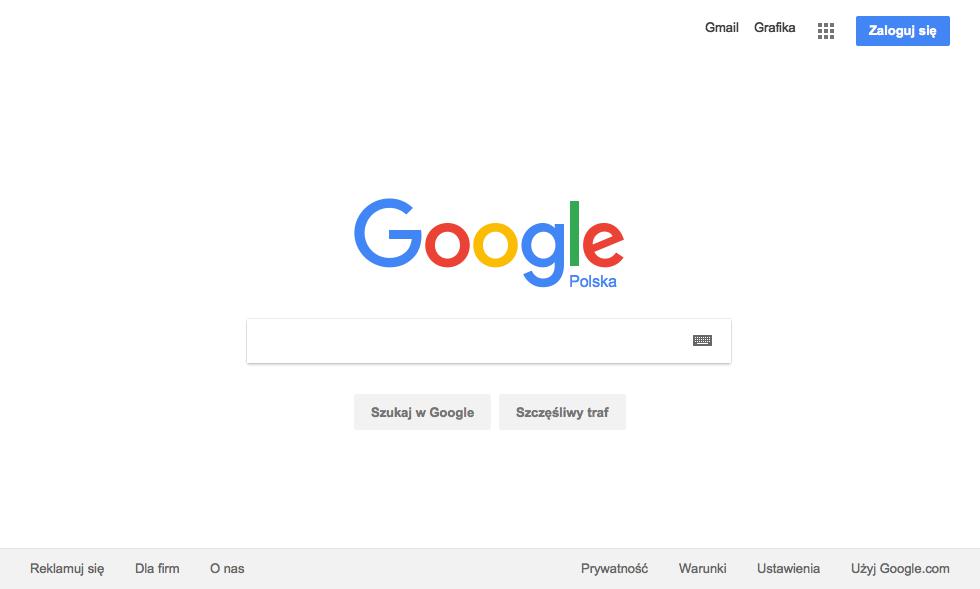 Gmail Grafika Zaloguj się
Google
Polska
Szukaj w Google Szczęśliwy traf
Reklamuj się Dla firm O nas Prywatność Warunki Ustawienia Użyj Google.com